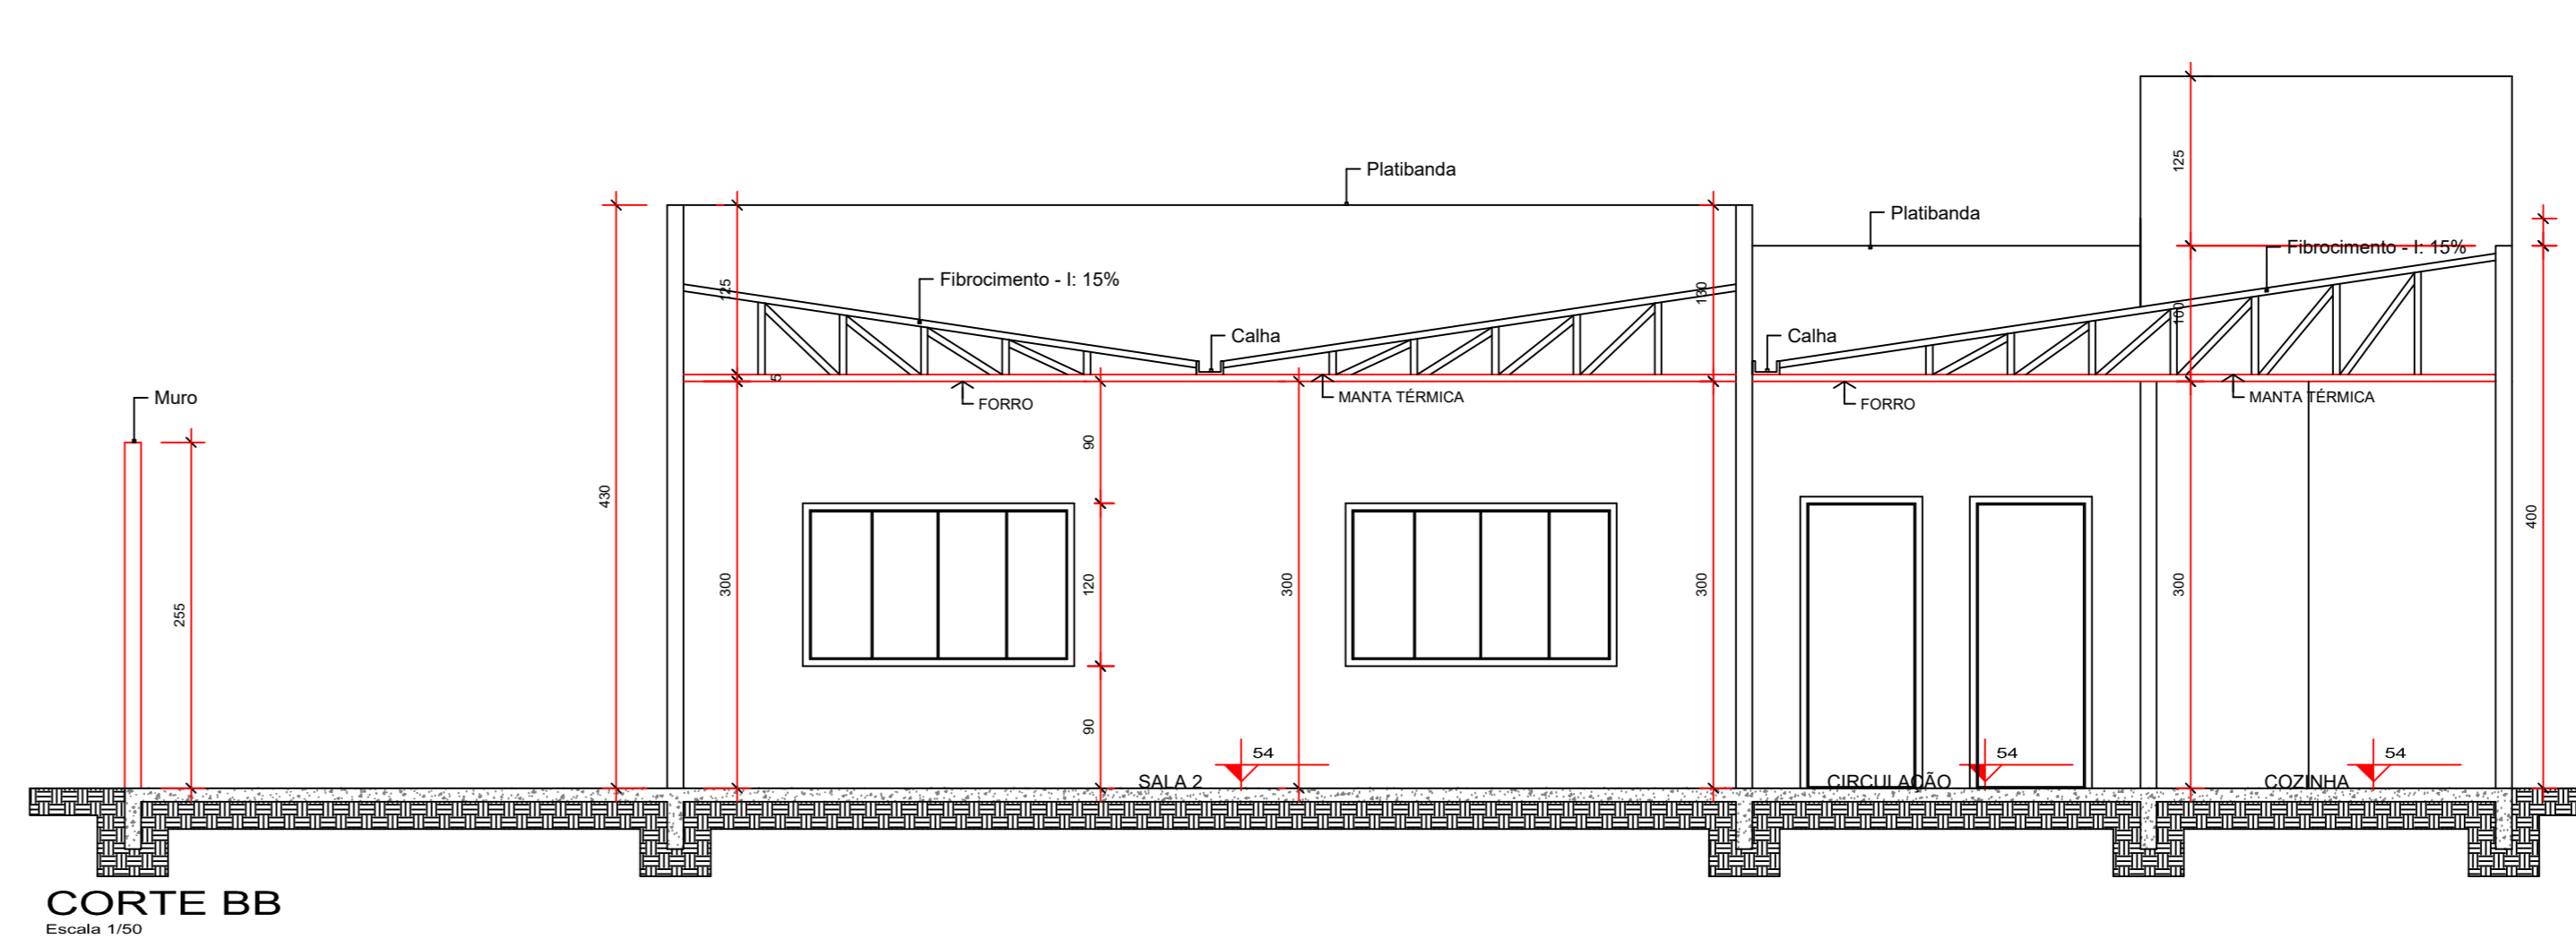 125
Platibanda
Platibanda
Fibrocimento - I: 15%
Fibrocimento - I: 15%
125
130
100
Calha
Calha
5
Muro
FORRO
MANTA TÉRMICA
FORRO
MANTA TÉRMICA
90
430
400
255
300
120
300
300
300
90
54
54
54
SALA 2
CIRCULAÇÃO
COZINHA
CORTE BB
Escala 1/50